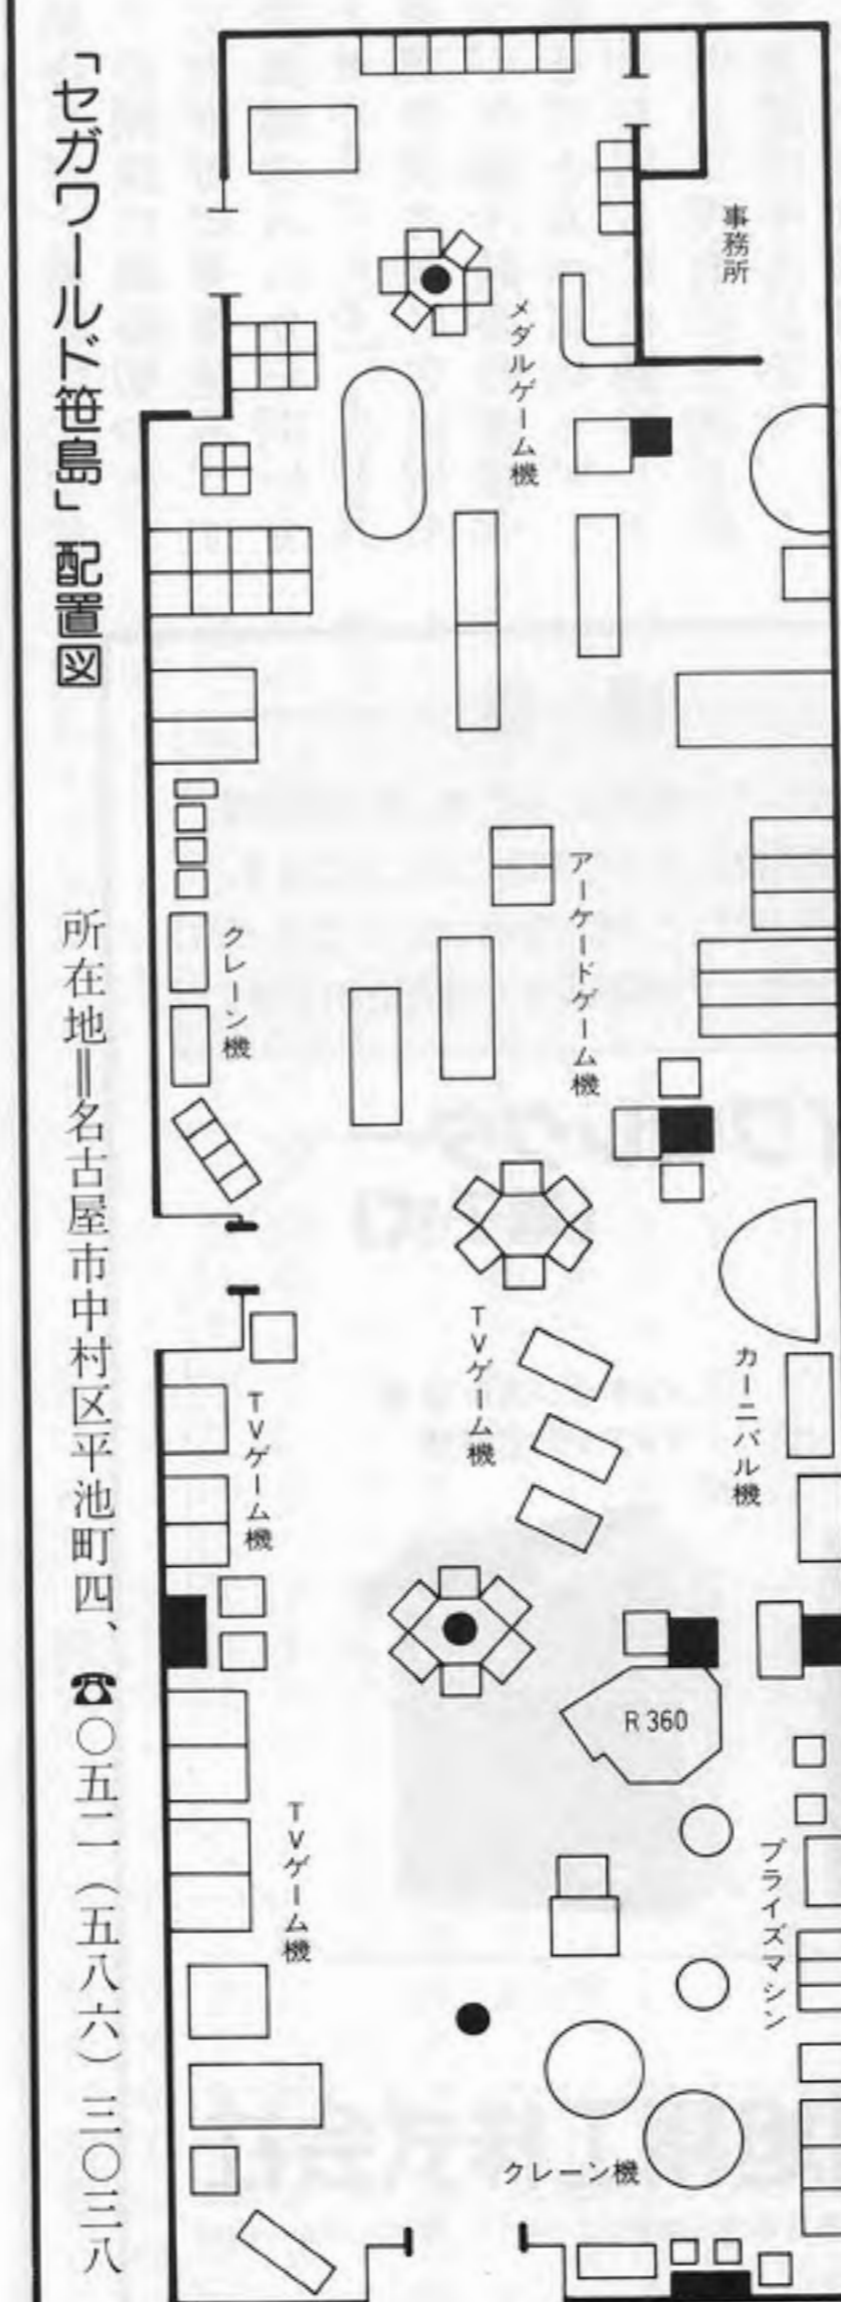 「セガワールド笹島」配置図
所在地＝名古屋市中村区平池町四、☎〇五二（五八六）三〇三八
事務所
メダルゲーム機
アーケードゲーム機
クレーン機
TVゲーム機
カーニバル機
TVゲーム機
R 360
TVゲーム機
プライズマシン
クレーン機